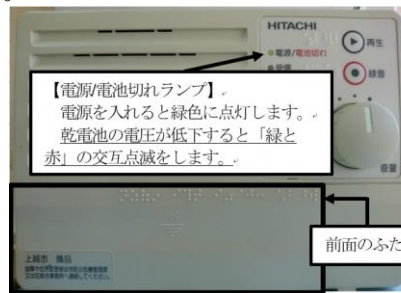 HITACHI
再生
電源/電池切れ
受信
録音
【電源/電池切れランプ】
電源を入れると緑色に点灯します。
乾電池の電圧が低下すると「緑と
赤」の交互点滅をします。
音量
前面のふた
上越市 備品